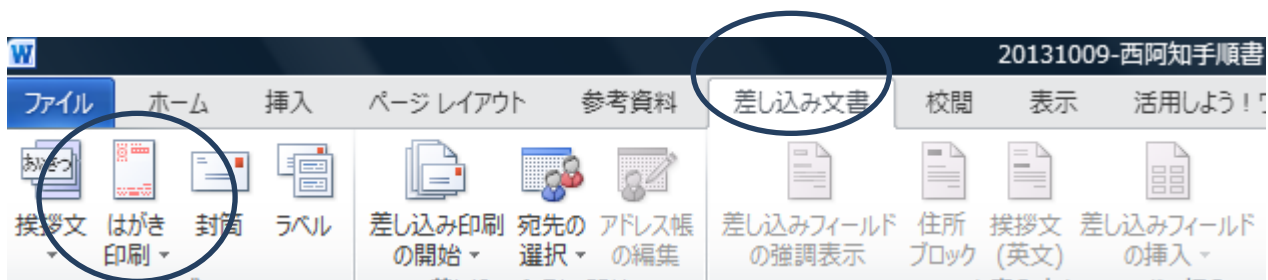 W
20131009-西阿知手順書
ファイル ホーム 挿入 ページ レイアウト 参考資料 差し込み文書 校閲 表示 活用しよう！
あいさつ
挨拶文 はがき 封筒 ラベル 差し込み印刷 宛先の アドレス帳 差し込みフィールド 住所 挨拶文 差し込みフィールド
印刷 の開始 選択 の編集 の強調表示 ブロック (英文) の挿入